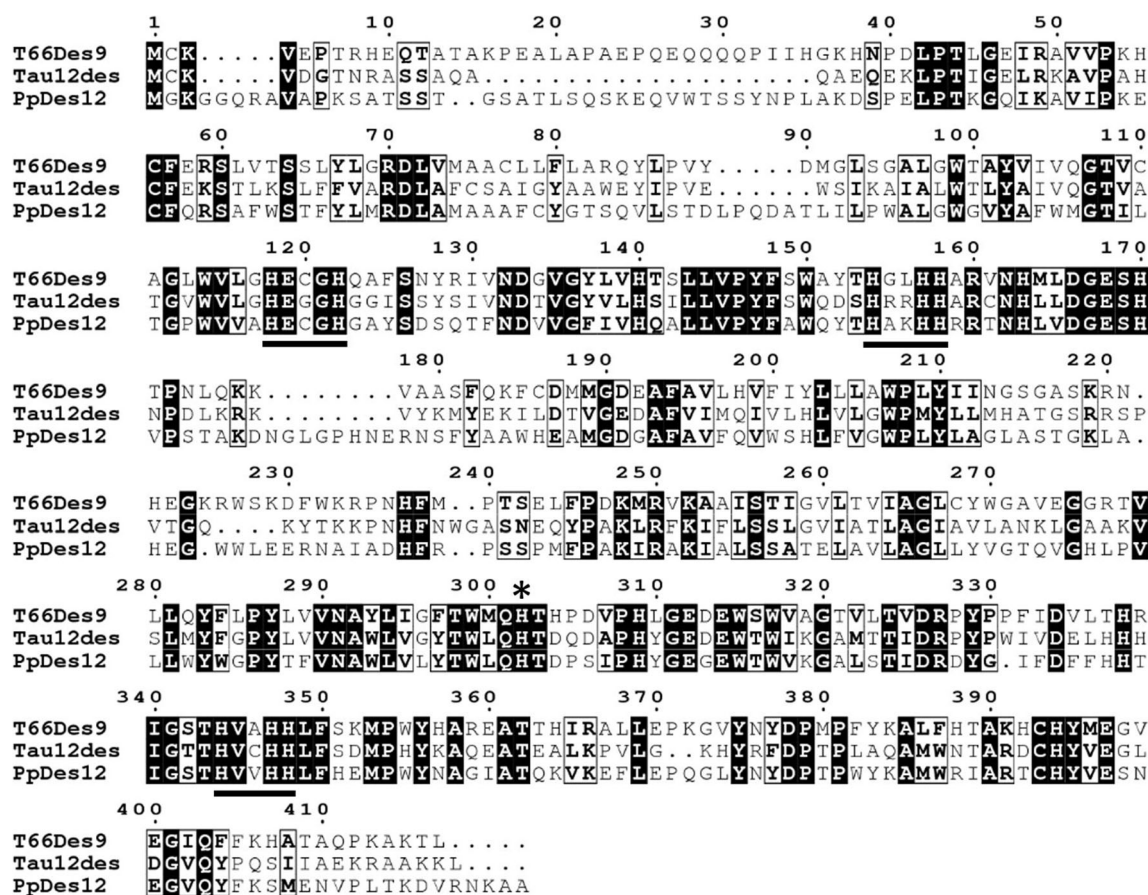 1 10 20 30 40 50
T66Des9 MCK.....VEPTRHEQTATAKPEALAPAEPQEQQQQPIIHGKHNPDLPTLGEIRAVVPKH
Tau12des MCK.....VDGTNRASSAQA....................QAEQEKLPTIGELRKAVPAH
PpDes12 MGKGGQRAVAPKSATSST.GSATLSQSKEQVWTSSYNPLAKDSPELPTKGQIKAVIPKE
60 70 80 90 100 110
T66Des9 CFERSLVTSSLYLGRDLVMAACLLFLARQYLPVY.....DMGLSGALGWTAYVIVQGTVC
Tau12des CFEKSTLKSLFFVARDLAFCSAIGYAAWEYIPVE.....WSIKAIALWTLYAIVQGTVA
PpDes12 CFQRSAFWSTFYLMRDLAMAAAFCYGTSQVLSTDLPQDATLILPWALGWGVYAFWMGTIL
120 130 140 150 160 170
T66Des9 AGLWVLGHECGHQAFSNYRIVNDGVGYLVHTSLLVPYFSWAYTHGLHHARVNHMLDGESH
Tau12des TGVWVLGHEGGHGGISSYSIVNDTVGYVLHSILLVPYFSWQDSHRRHHARCNHLLDGESH
PpDes12 TGPWVVAHECGHGAYSDSQTFNDVVGFIVHQALLVPYFAWQYTHAKHHRRTNHLVDGESH
180 190 200 210 220
T66Des9 TPNLQKK........VAASFQKFCDMMGDEAFAVLHVFIYLLLAWPLYIINGSGASKRN.
Tau12des NPDLKRK........VYKMYEKILDTVGEDAFVIMQIVLHLVLGWPMYLLMHATGSRRSP
PpDes12 VPSTAKDNGLGPHNERNSFYAAWHEAMGDGAFAVFQVWSHLFVGWPLYLAGLASTGKLA.
230 240 250 260 270
T66Des9 HEGKRWSKDFWKRPNHFM..PTSELFPDKMRVKAAISTIGVLTVIAGLCYWGAVEGGRTV
Tau12des VTGQ....KYTKKPNHFNWGASNEQYPAKLRFKIFLSSLGVIATLAGIAVLANKLGAAKV
PpDes12 HEG.WWLEERNAIADHFR..PSSPMFPAKIRAKIALSSATELAVLAGLLYVGTQVGHLPV
280 290 300 * 310 320 330
T66Des9 LLQYFLPYLVVNAYLIGFTWMQHTHPDVPHLGEDEWSWVAGTVLTVDRPYPPFIDVLTHR
Tau12des SLMYFGPYLVVNAWLVGYTWLQHTDQDAPHYGEDEWTWIKGAMTTIDRPYPWIVDELHHH
PpDes12 LLWYWGPYTFVNAWLVLYTWLQHTDPSIPHYGEGEWTWVKGALSTIDRDYG.IFDFFHHT
340 350 360 370 380 390
T66Des9 IGSTHVAHHLFSKMPWYHAREATTHIRALLEPKGVYNYDPMPFYKALFHTAKHCHYMEGV
Tau12des IGTTHVCHHLFSDMPHYKAQEATEALKPVLG..KHYRFDPTPLAQAMWNTARDCHYVEGL
PpDes12 IGSTHVVHHLFHEMPWYNAGIATQKVKEFLEPQGLYNYDPTPWYKAMWRIARTCHYVESN
400 410
T66Des9 EGIQFFKHATAQPKAKTL.....
Tau12des DGVQYPQSIIAEKRAAKKL....
PpDes12 EGVQYFKSMENVPLTKDVRNKAA